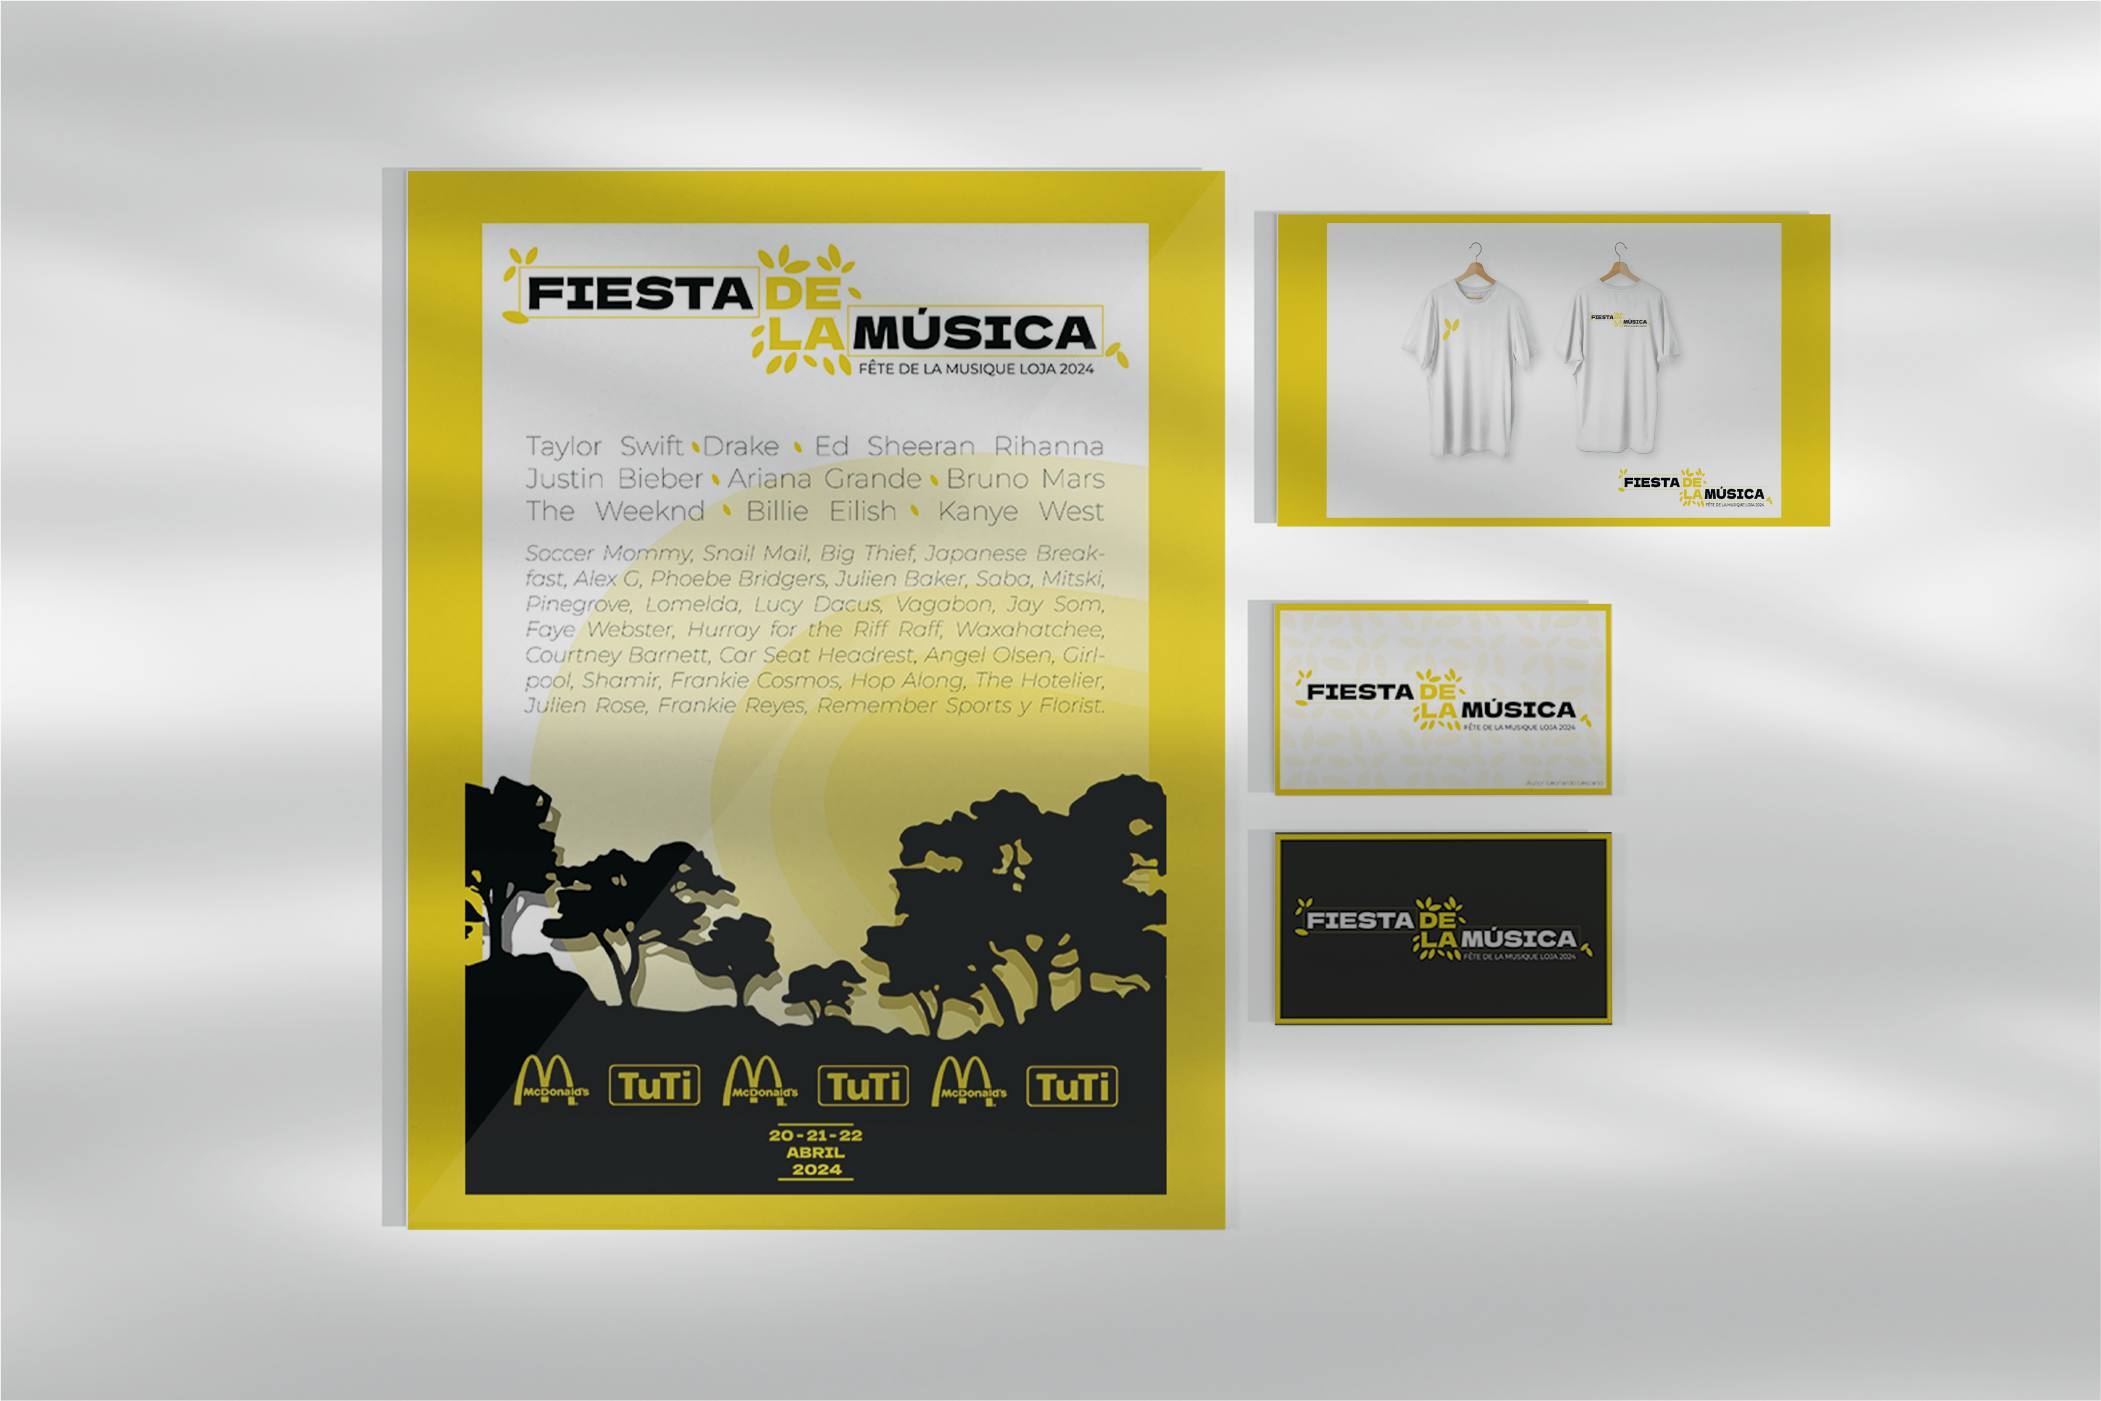 FIESTA DE
LA MÚSICA
FÊTE DE LA MUSIQUE LOJA 2024
Taylor Swift Drake Ed Sheeran Rihanna
Justin Bieber Ariana Grande Bruno Mars
The Weeknd Billie Eilish Kanye West
Soccer Mommy, Snail Mail, Big Thief, Japanese Break-
fast, Alex G, Phoebe Bridgers, Julien Baker, Saba, Mitski,
Pinegrove, Lomelda, Lucy Dacus, Vagabon, Jay Som,
Faye Webster, Hurray for the Riff Raff, Waxahatchee,
Courtney Barnett, Car Seat Headrest, Angel Olsen, Girl-
pool, Shamir, Frankie Cosmos, Hop Along, The Hotelier,
Julien Rose, Frankie Reyes, Remember Sports y Florist.
McDonald's TuTi McDonald's TuTi McDonald's TuTi
20-21-22
ABRIL
2024
FIESTA DE
LA MÚSICA
FIESTA DE
LA MÚSICA
FÊTE DE LA MUSIQUE LOJA 2024
FIESTA DE
LA MÚSICA
FÊTE DE LA MUSIQUE LOJA 2024
FIESTA DE
LA MÚSICA
FÊTE DE LA MUSIQUE LOJA 2024